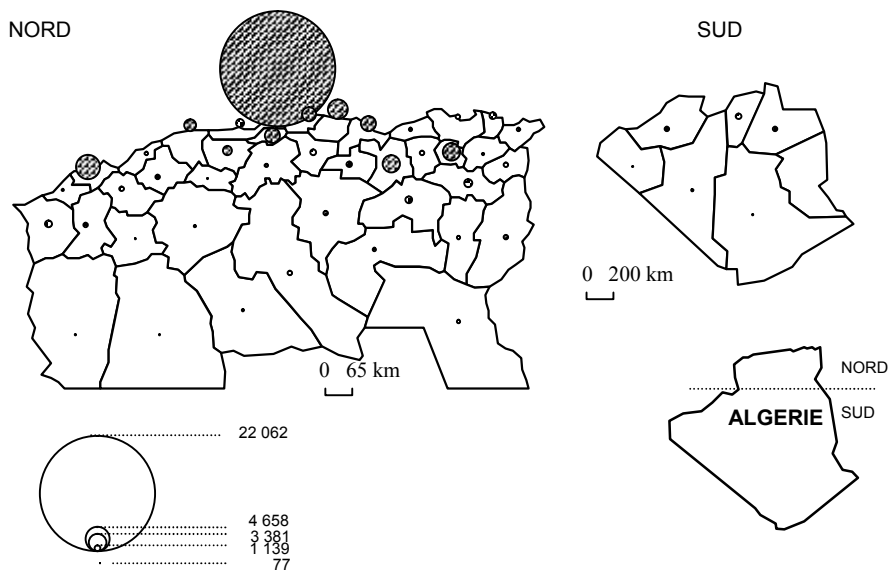 NORD
SUD
0 200 km
0 65 km
NORD
ALGERIE
SUD
22 062
4 658
3 381
1 139
77